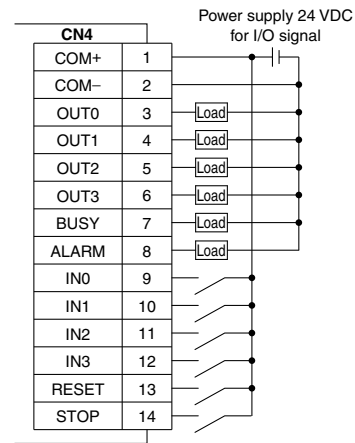 Power supply 24 VDC
for I/O signal
CN4
COM+ 1
COM− 2
OUT0 3 Load
OUT1 4 Load
OUT2 5 Load
OUT3 6 Load
BUSY 7 Load
ALARM 8 Load
IN0 9
IN1 10
IN2 11
IN3 12
RESET 13
STOP 14